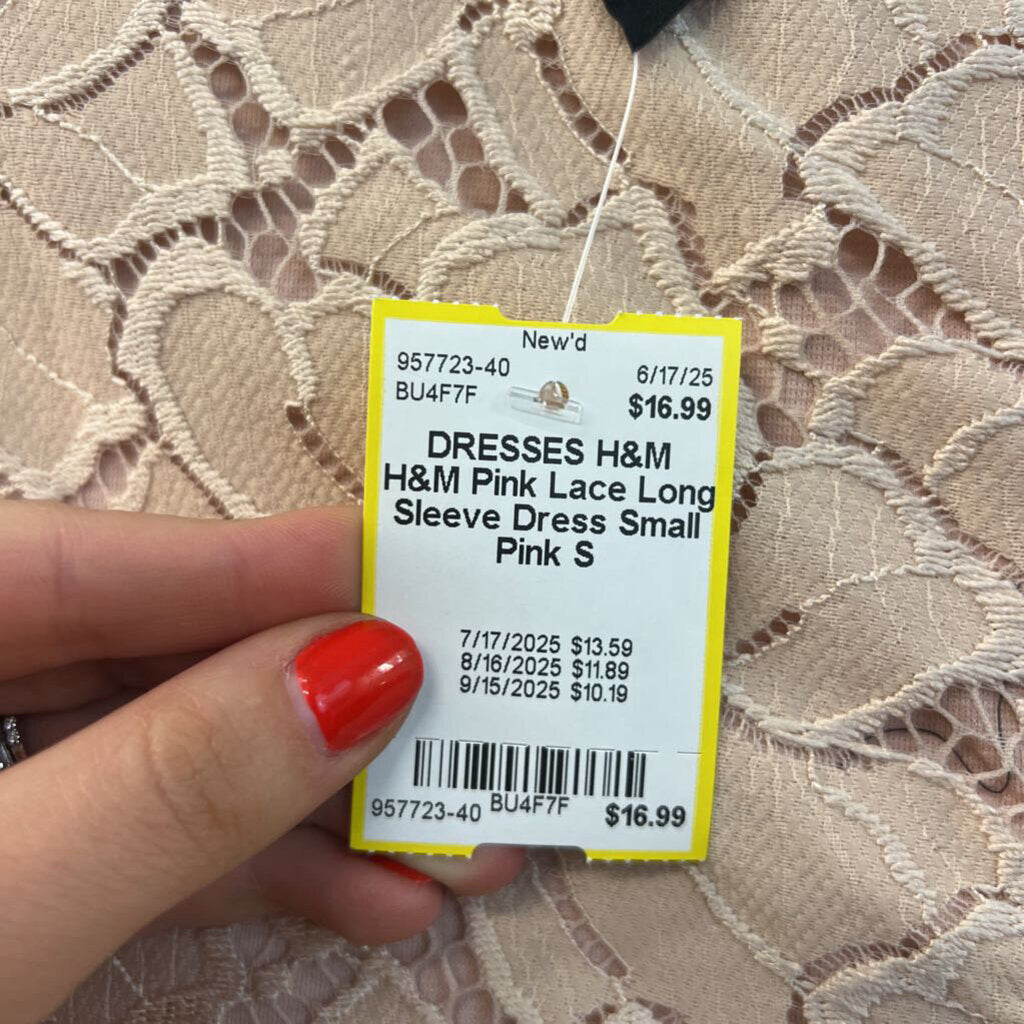 New'd
957723-40
6/17/25
BU4F7F
$16.99
DRESSES H&M
H&M Pink Lace Long
Sleeve Dress Small
Pink S
7/17/2025 $13.59
8/16/2025 $11.89
9/15/2025 $10.19
957723-40 BU4F7F $16.99